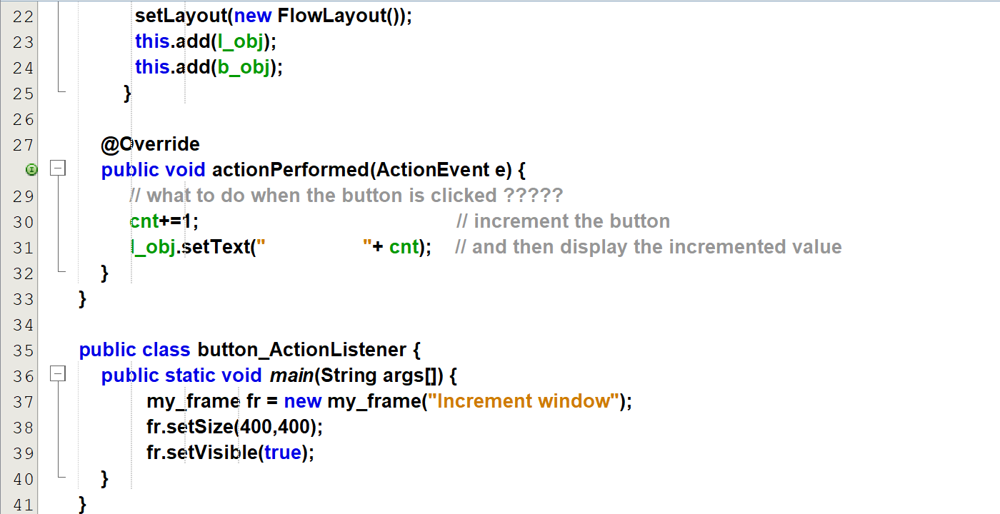 22 setLayout(new FlowLayout());
23 this.add(l_obj);
24 this.add(b_obj);
25 }
26
27 @Override
public void actionPerformed(ActionEvent e) {
29 // what to do when the button is clicked ?????
30 cnt+=1; // increment the button
31 l_obj.setText("                 "+ cnt); // and then display the incremented value
32 }
33 }
34
35 public class button_ActionListener {
36 public static void main(String args[]) {
37 my_frame fr = new my_frame("Increment window");
38 fr.setSize(400,400);
39 fr.setVisible(true);
40 }
41 }